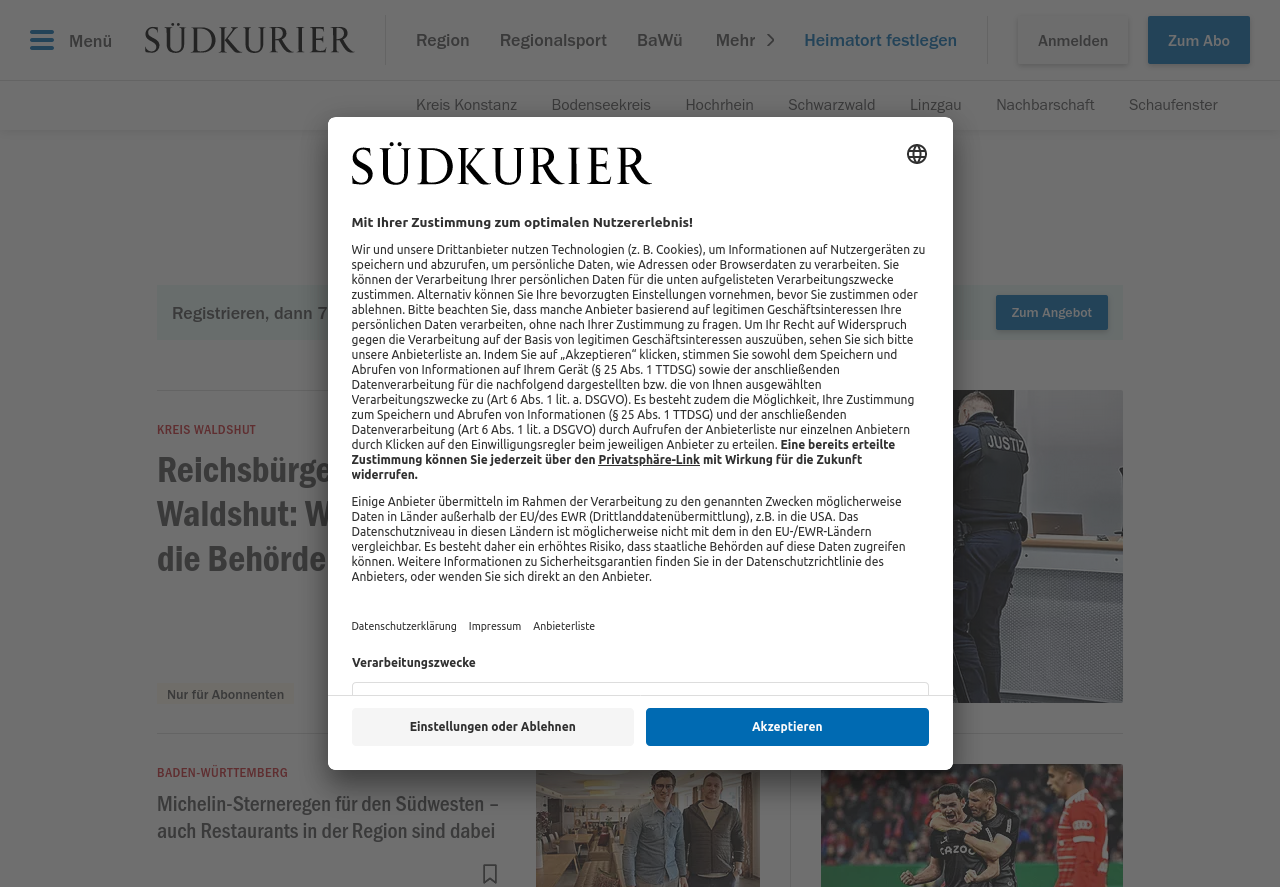 Menü
SÜDKURIER
Region
Regionalsport
BaWü
Mehr
Heimatort festlegen
Anmelden
Zum Abo
Kreis Konstanz
Bodenseekreis
Hochrhein
Schwarzwald
Linzgau
Nachbarschaft
Schaufenster
SÜDKURIER
Mit Ihrer Zustimmung zum optimalen Nutzererlebnis!
Wir und unsere Drittanbieter nutzen Technologien (z. B. Cookies), um Informationen auf Nutzergeräten zu
speichern und abzurufen, um persönliche Daten, wie Adressen oder Browserdaten zu verarbeiten. Sie
können der Verarbeitung Ihrer persönlichen Daten für die unten aufgelisteten Verarbeitungszwecke
zustimmen. Alternativ können Sie Ihre bevorzugten Einstellungen vornehmen, bevor Sie zustimmen oder
ablehnen. Bitte beachten Sie, dass manche Anbieter basierend auf legitimen Geschäftsinteressen Ihre
persönlichen Daten verarbeiten, ohne nach Ihrer Zustimmung zu fragen. Um Ihr Recht auf Widerspruch
gegen die Verarbeitung auf der Basis von legitimen Geschäftsinteressen auszuüben, sehen Sie sich bitte
unsere Anbieterliste an. Indem Sie auf „Akzeptieren“ klicken, stimmen Sie sowohl dem Speichern und
Abrufen von Informationen auf Ihrem Gerät (§ 25 Abs. 1 TTDSG) sowie der anschließenden
Datenverarbeitung für die nachfolgend dargestellten bzw. die von Ihnen ausgewählten
Verarbeitungszwecke zu (Art 6 Abs. 1 lit. a. DSGVO). Es besteht zudem die Möglichkeit, Ihre Zustimmung
zum Speichern und Abrufen von Informationen (§ 25 Abs. 1 TTDSG) und der anschließenden
Datenverarbeitung (Art 6 Abs. 1 lit. a DSGVO) durch Aufrufen der Anbieterliste nur einzelnen Anbietern
durch Klicken auf den Einwilligungsregler beim jeweiligen Anbieter zu erteilen. Eine bereits erteilte
Zustimmung können Sie jederzeit über den Privatsphäre-Link mit Wirkung für die Zukunft
widerrufen.
Einige Anbieter übermitteln im Rahmen der Verarbeitung zu den genannten Zwecken möglicherweise
Daten in Länder außerhalb der EU/des EWR (Drittlanddatenübermittlung), z.B. in die USA. Das
Datenschutzniveau in diesen Ländern ist möglicherweise nicht mit dem in den EU-/EWR-Ländern
vergleichbar. Es besteht daher ein erhöhtes Risiko, dass staatliche Behörden auf diese Daten zugreifen
können. Weitere Informationen zu Sicherheitsgarantien finden Sie in der Datenschutzrichtlinie des
Anbieters, oder wenden Sie sich direkt an den Anbieter.
Datenschutzerklärung
Impressum
Anbieterliste
Verarbeitungszwecke
Einstellungen oder Ablehnen
Akzeptieren
Registrieren, dann 7
Zum Angebot
KREIS WALDSHUT
Reichsbürge
Waldshut: W
die Behörde
JUSTIZ
Nur für Abonnenten
BADEN-WÜRTTEMBERG
Michelin-Sterneregen für den Südwesten –
auch Restaurants in der Region sind dabei
CAZOO